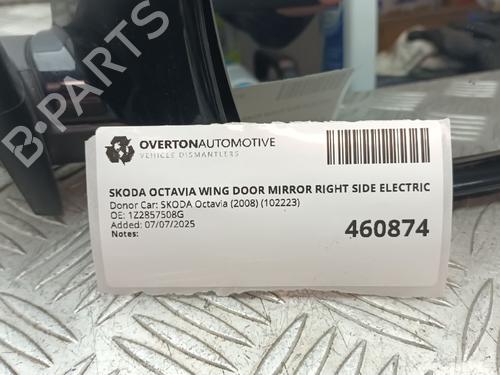 B-PARTS
OVERTONAUTOMOTIVE
VEHICLE DISMANTLERS
SKODA OCTAVIA WING DOOR MIRROR RIGHT SIDE ELECTRIC
Donor Car: SKODA Octavia (2008) (102223)
OE: 1Z2857508G
Added: 07/07/2025
Notes:
460874